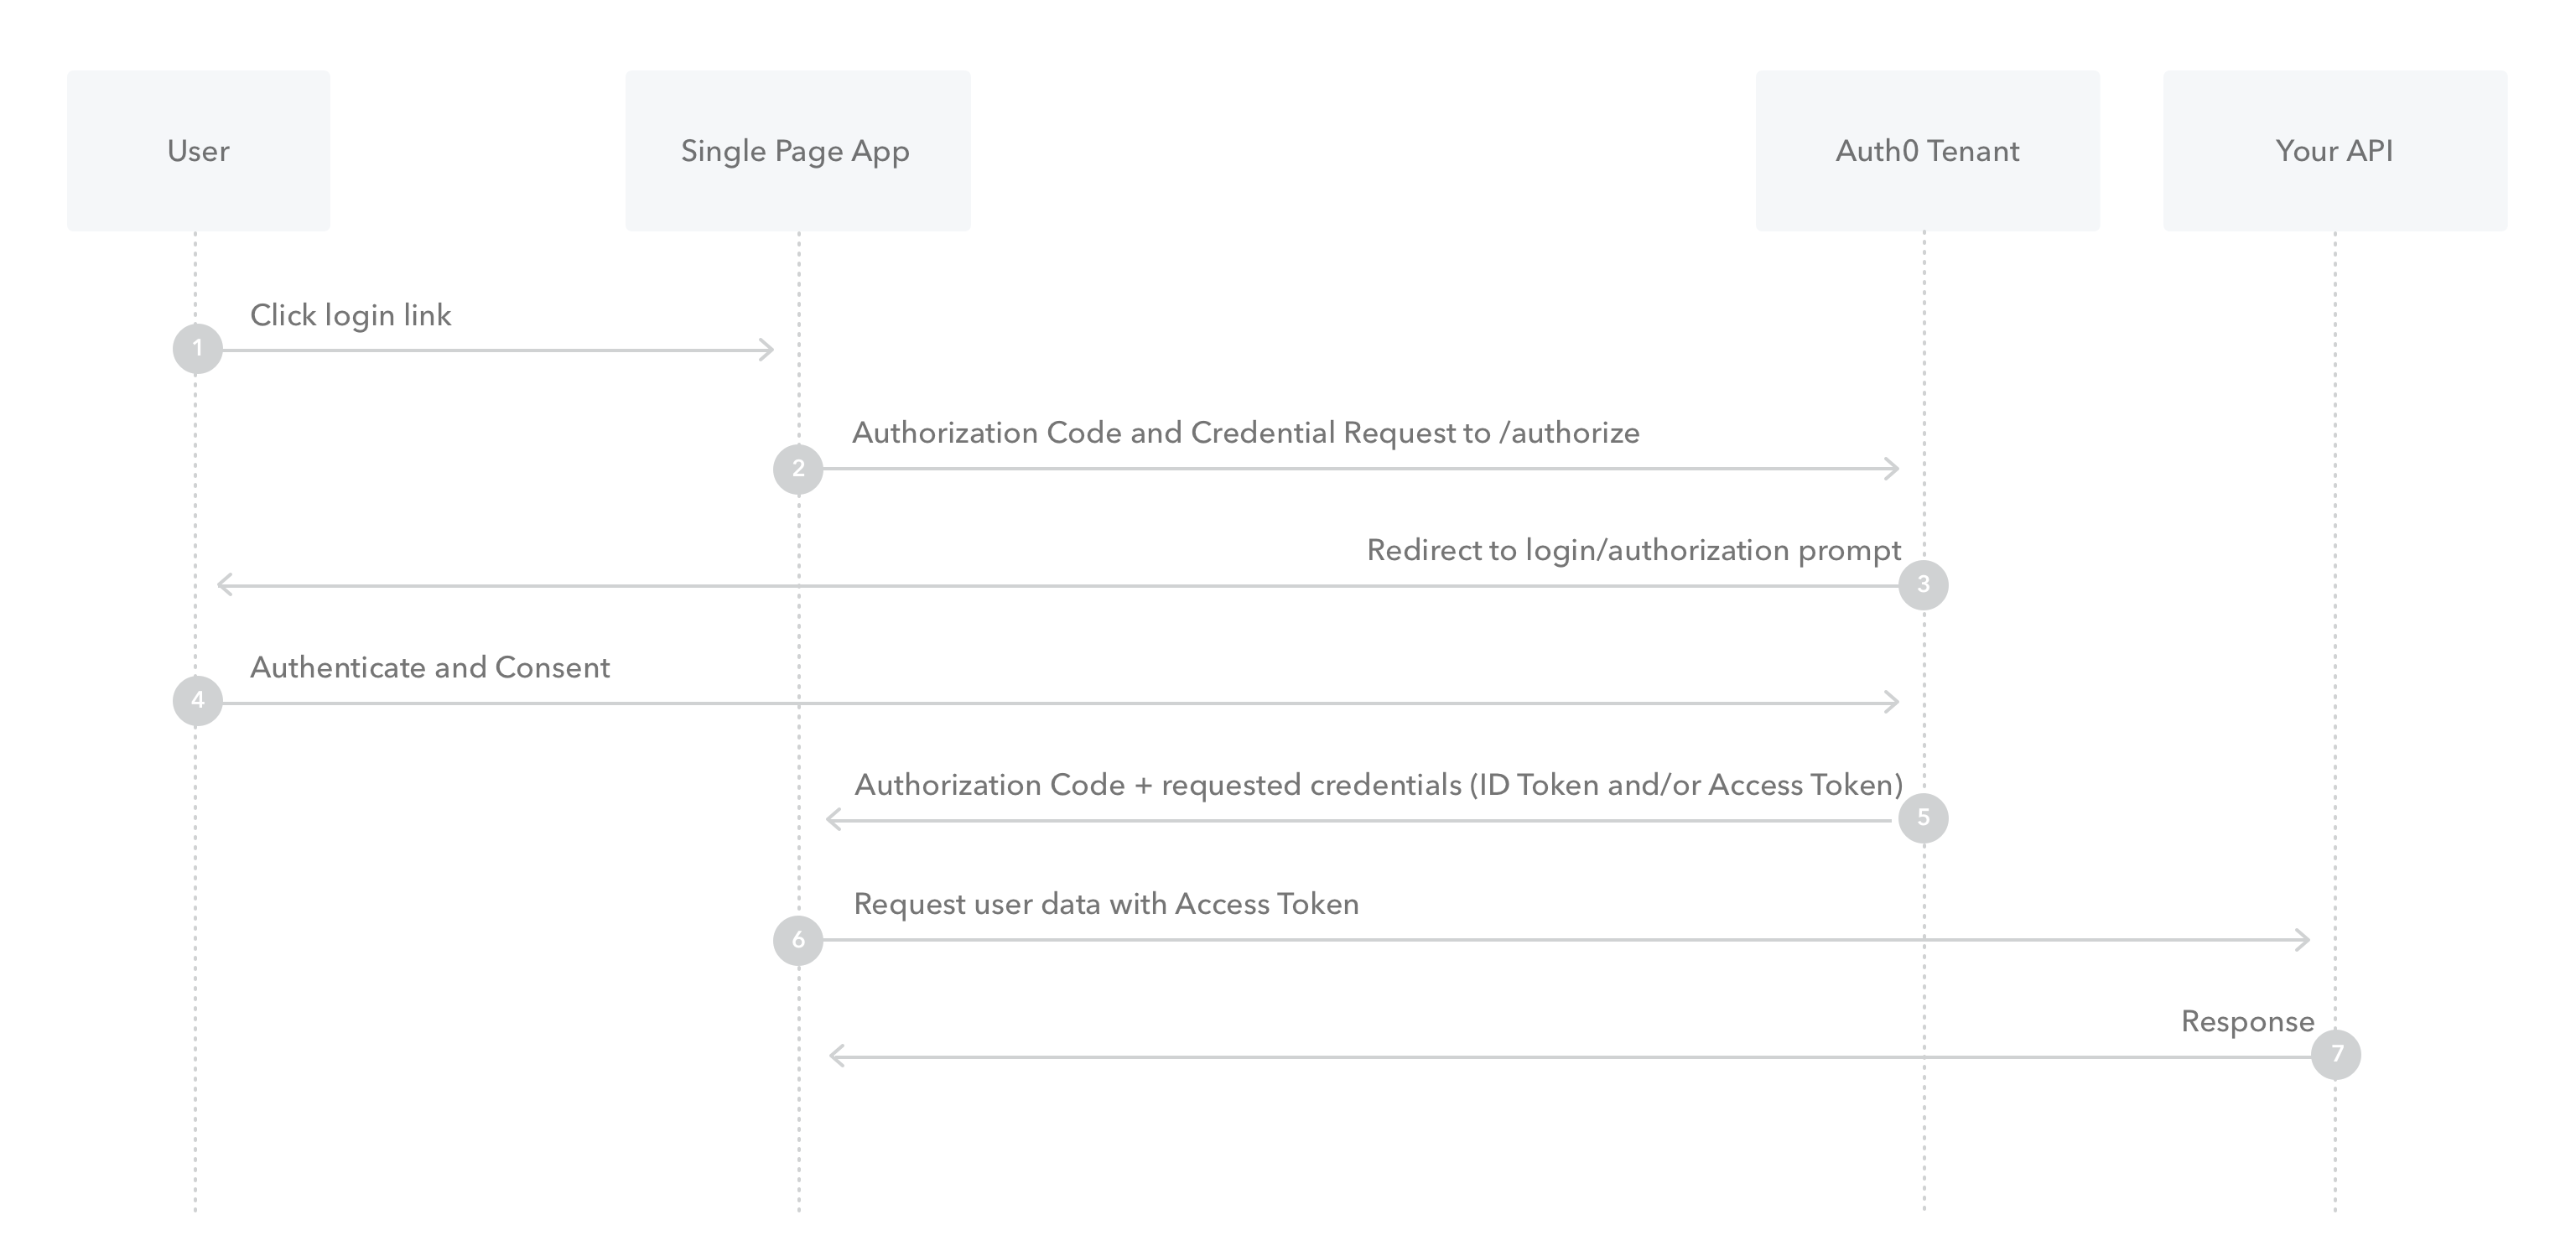 User
Single Page App
Auth0 Tenant
Your API
Click login link
1
Authorization Code and Credential Request to /authorize
2
Redirect to login/authorization prompt
3
Authenticate and Consent
4
Authorization Code + requested credentials (ID Token and/or Access Token)
5
Request user data with Access Token
6
Response
7